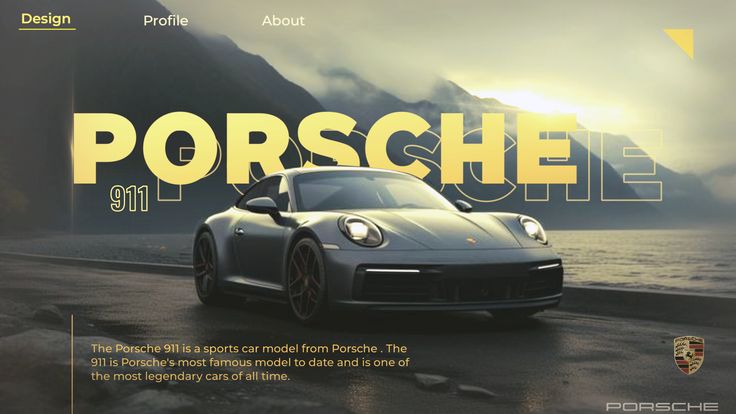 Design
Profile
About
PORSCHE
PORSCHE
911
The Porsche 911 is a sports car model from Porsche . The
911 is Porsche's most famous model to date and is one of
the most legendary cars of all time.
PORSCHE